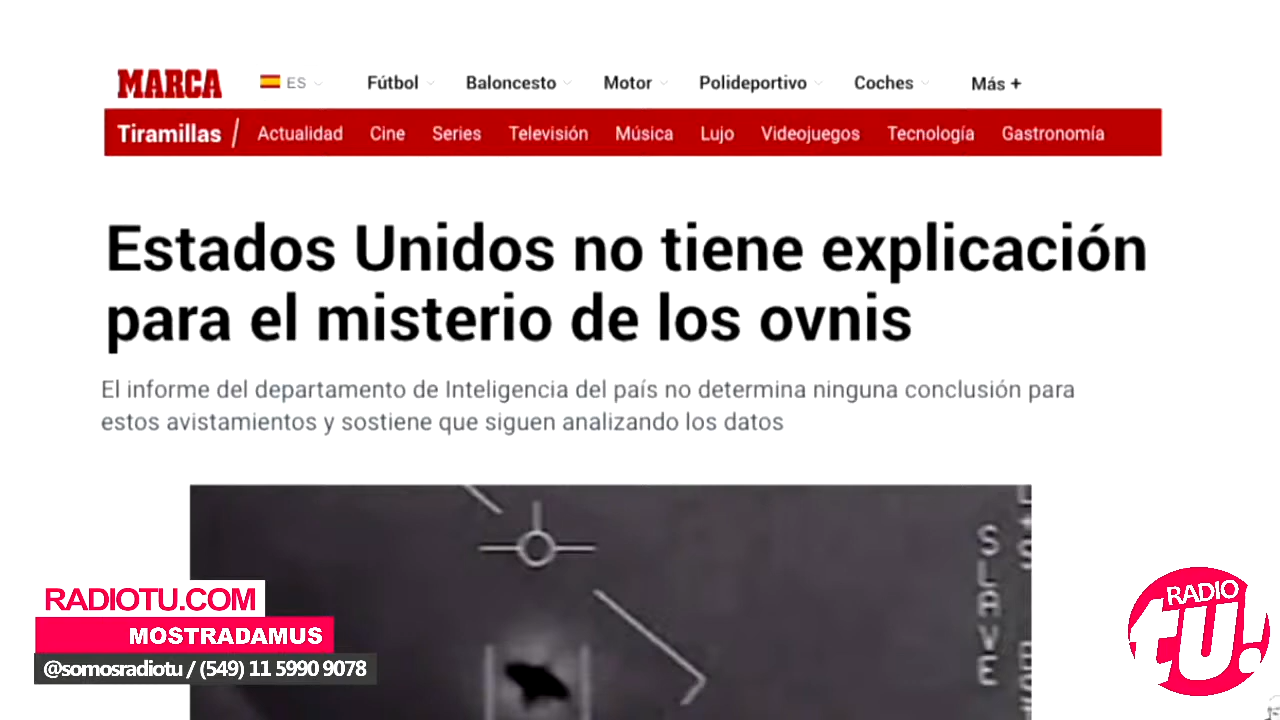 MARCA ES Fútbol Baloncesto Motor Polideportivo Coches Más +
Tiramillas / Actualidad Cine Series Televisión Música Lujo Videojuegos Tecnología Gastronomía
Estados Unidos no tiene explicación
para el misterio de los ovnis
El informe del departamento de Inteligencia del país no determina ninguna conclusión para
estos avistamientos y sostiene que siguen analizando los datos
SLAVE
RADIOTU.COM
MOSTRADAMUS
@somosradiotu / (549) 11 5990 9078
RADIO
TU!